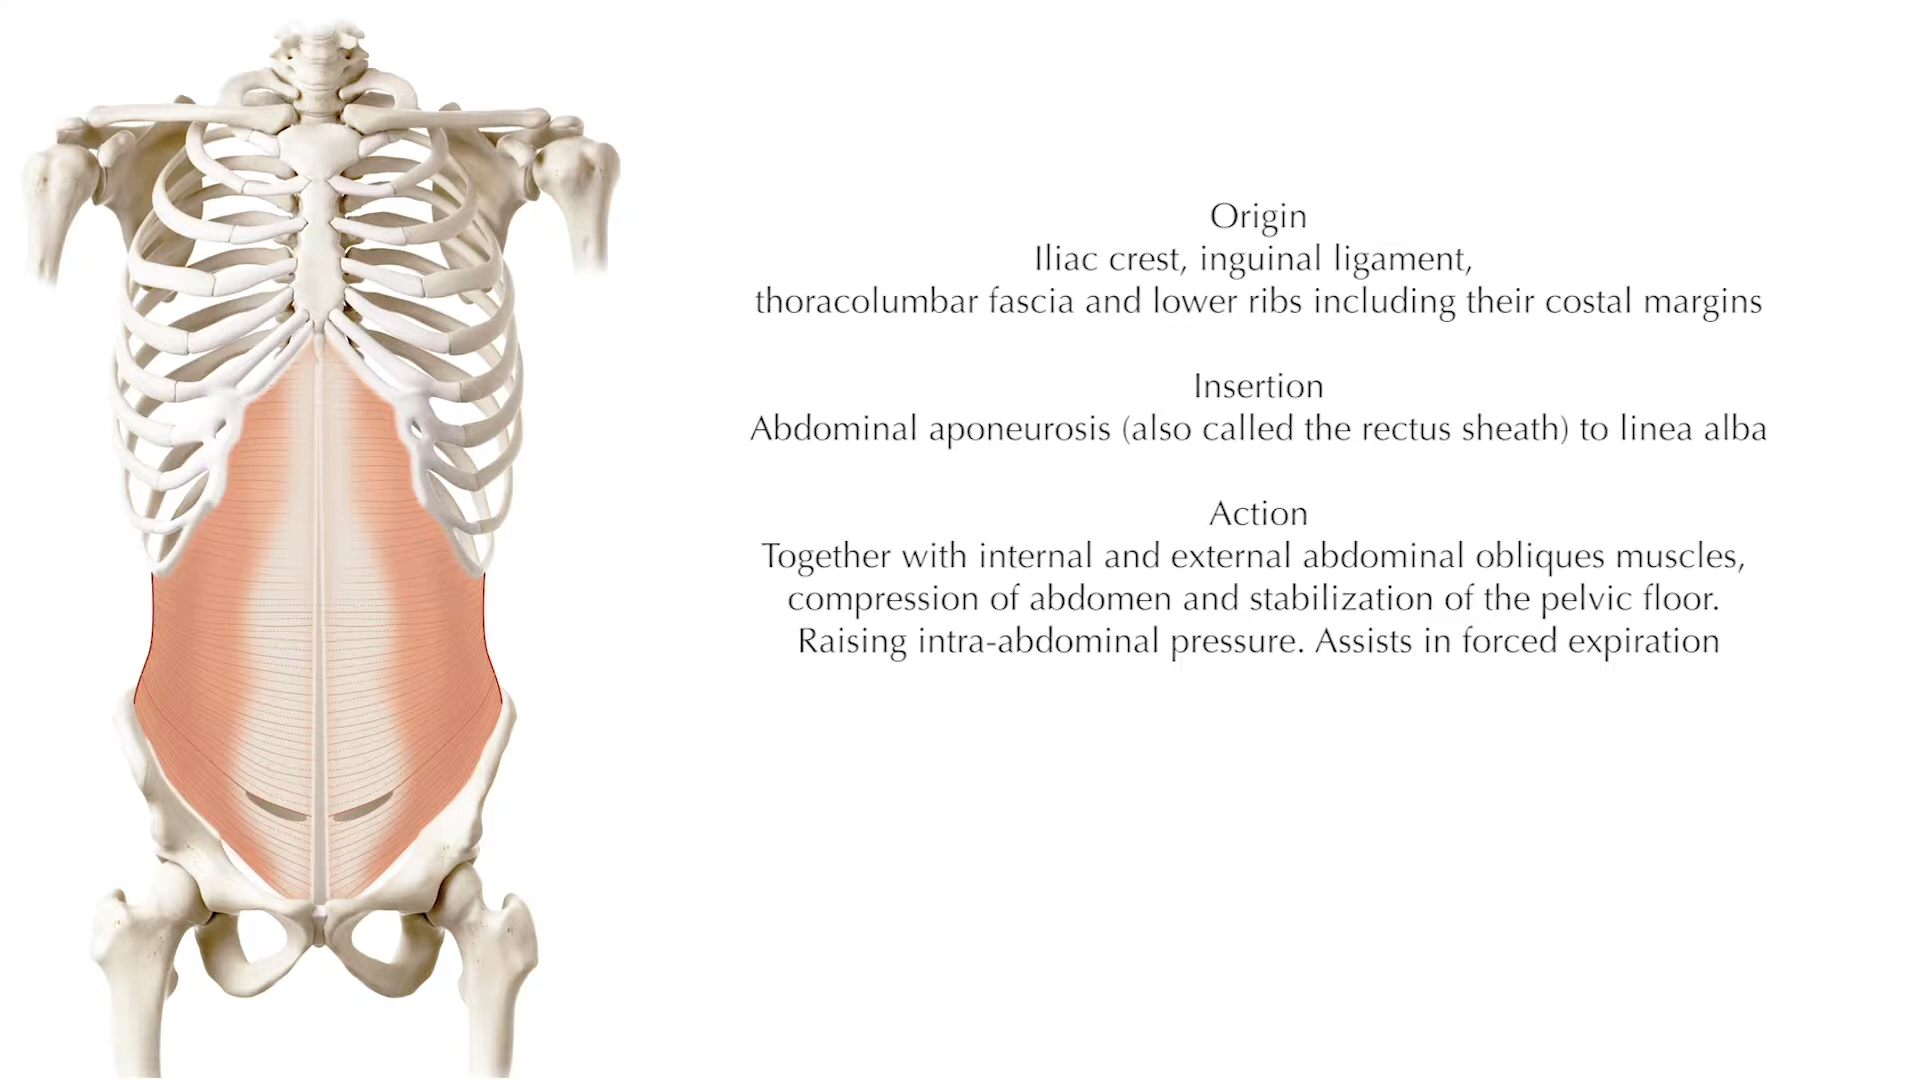 Origin
Iliac crest, inguinal ligament,
thoracolumbar fascia and lower ribs including their costal margins
Insertion
Abdominal aponeurosis (also called the rectus sheath) to linea alba
Action
Together with internal and external abdominal obliques muscles,
compression of abdomen and stabilization of the pelvic floor.
Raising intra-abdominal pressure. Assists in forced expiration